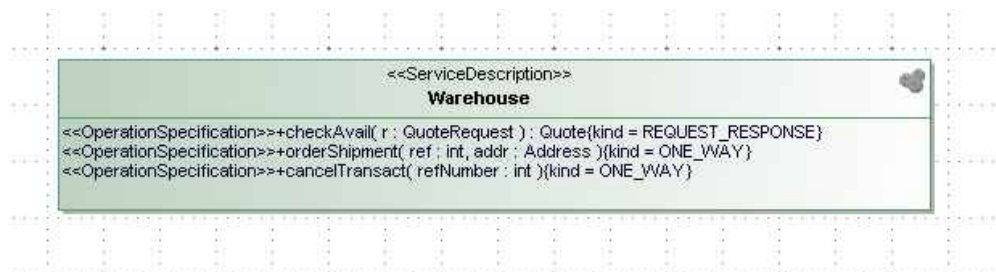 <<ServiceDescription>>
Warehouse
<<OperationSpecification>>+checkAvail( r : QuoteRequest ) : Quote{kind = REQUEST_RESPONSE}
<<OperationSpecification>>+orderShipment( ref : int, addr : Address ){kind = ONE_WAY}
<<OperationSpecification>>+cancelTransact( refNumber : int ){kind = ONE_WAY}